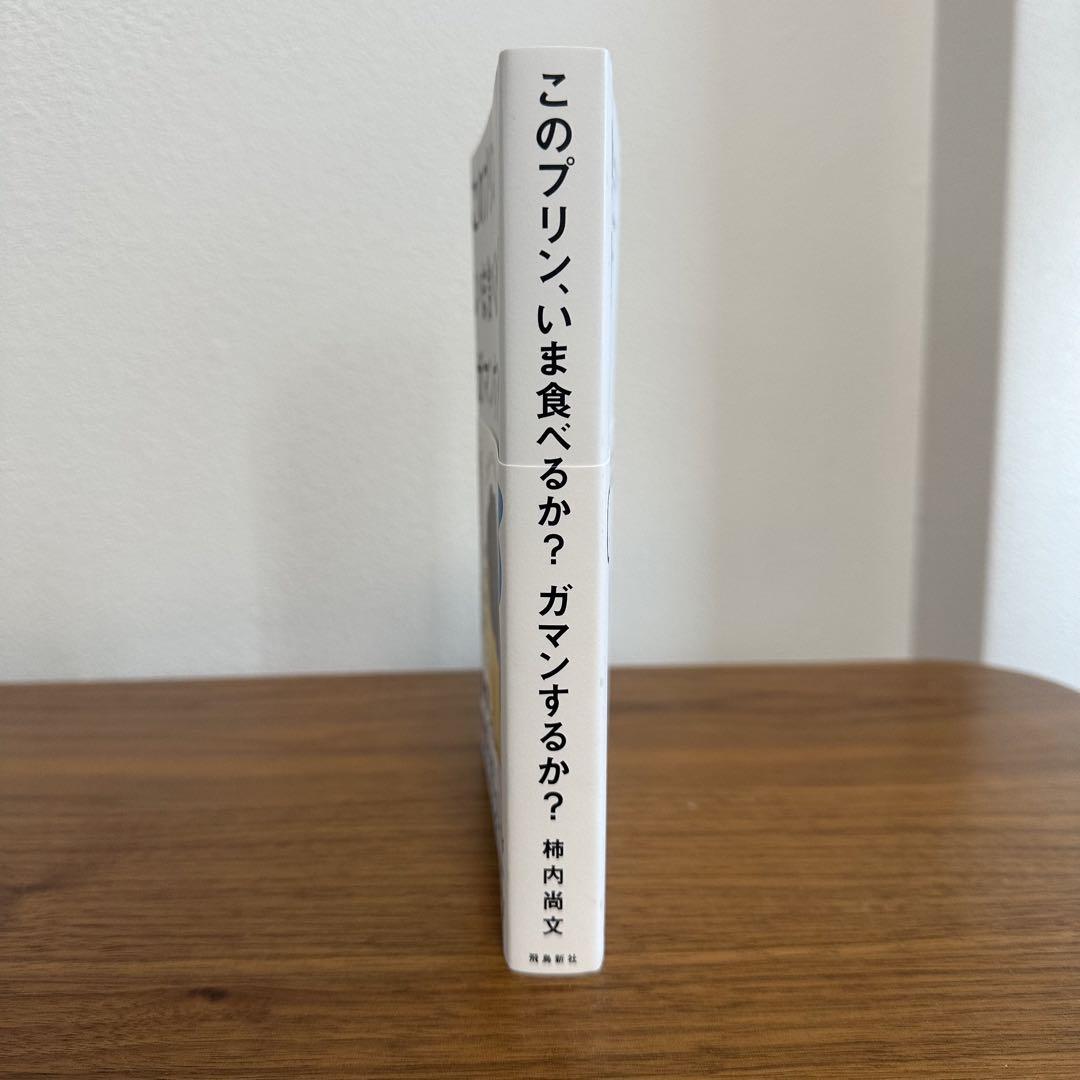 このプリン、いま食べるか？ ガマンするか？
柿内尚文
飛鳥新社